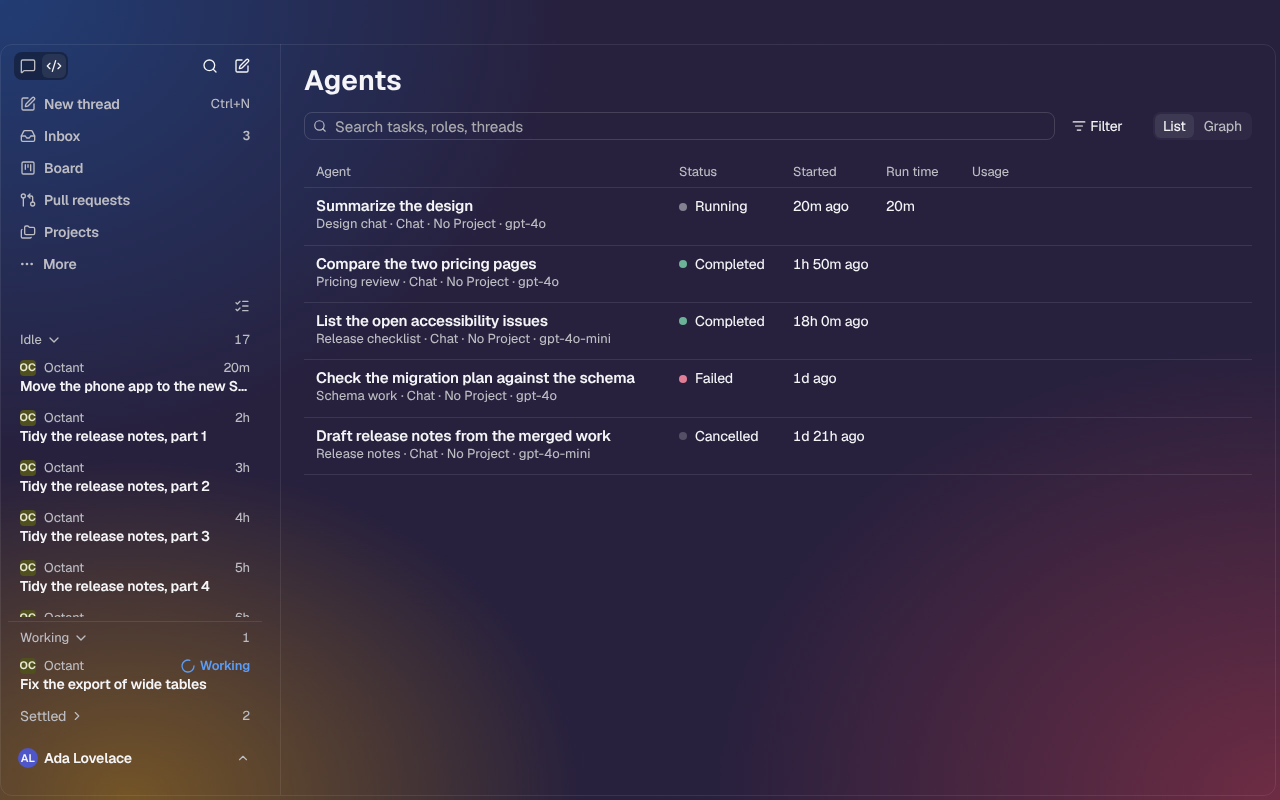 New thread Ctrl+N
Inbox 3
Board
Pull requests
Projects
More
Idle 17
OC Octant 20m
Move the phone app to the new S...
OC Octant 2h
Tidy the release notes, part 1
OC Octant 3h
Tidy the release notes, part 2
OC Octant 4h
Tidy the release notes, part 3
OC Octant 5h
Tidy the release notes, part 4
OC Octant 6h
Working 1
OC Octant Working
Fix the export of wide tables
Settled 2
AL Ada Lovelace
Agents
Search tasks, roles, threads
Filter
List Graph
Agent Status Started Run time Usage
Summarize the design Running 20m ago 20m
Design chat · Chat · No Project · gpt-4o
Compare the two pricing pages Completed 1h 50m ago
Pricing review · Chat · No Project · gpt-4o
List the open accessibility issues Completed 18h 0m ago
Release checklist · Chat · No Project · gpt-4o-mini
Check the migration plan against the schema Failed 1d ago
Schema work · Chat · No Project · gpt-4o
Draft release notes from the merged work Cancelled 1d 21h ago
Release notes · Chat · No Project · gpt-4o-mini